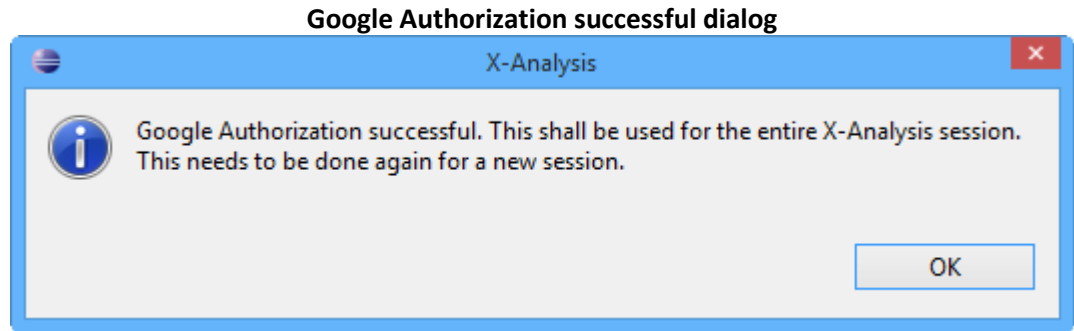 Google Authorization successful dialog
X-Analysis
Google Authorization successful. This shall be used for the entire X-Analysis session.
This needs to be done again for a new session.
OK